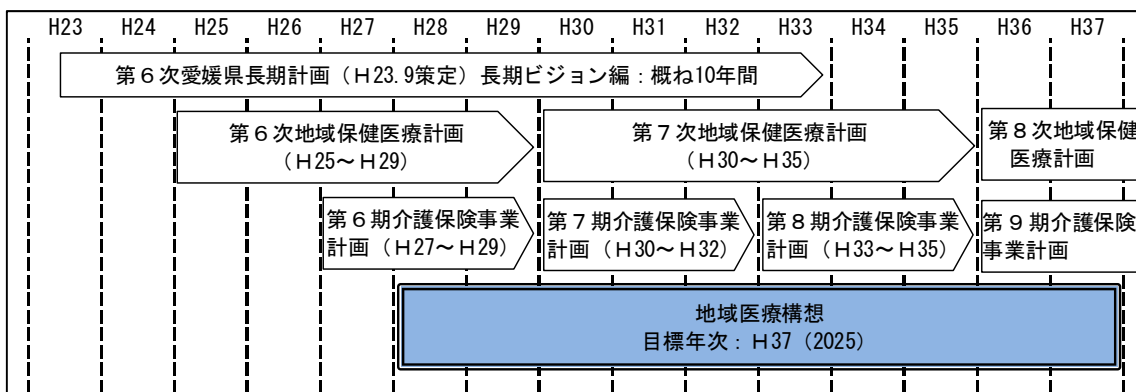 H23 H24 H25 H26 H27 H28 H29 H30 H31 H32 H33 H34 H35 H36 H37
第６次愛媛県長期計画（Ｈ23.9策定）長期ビジョン編：概ね10年間
第６次地域保健医療計画
（Ｈ25～Ｈ29）
第７次地域保健医療計画
（Ｈ30～Ｈ35）
第８次地域保健
医療計画
第６期介護保険事業
計画（Ｈ27～Ｈ29）
第７期介護保険事業
計画（Ｈ30～Ｈ32）
第８期介護保険事業
計画（Ｈ33～Ｈ35）
第９期介護保険
事業計画
地域医療構想
目標年次：Ｈ37（2025）